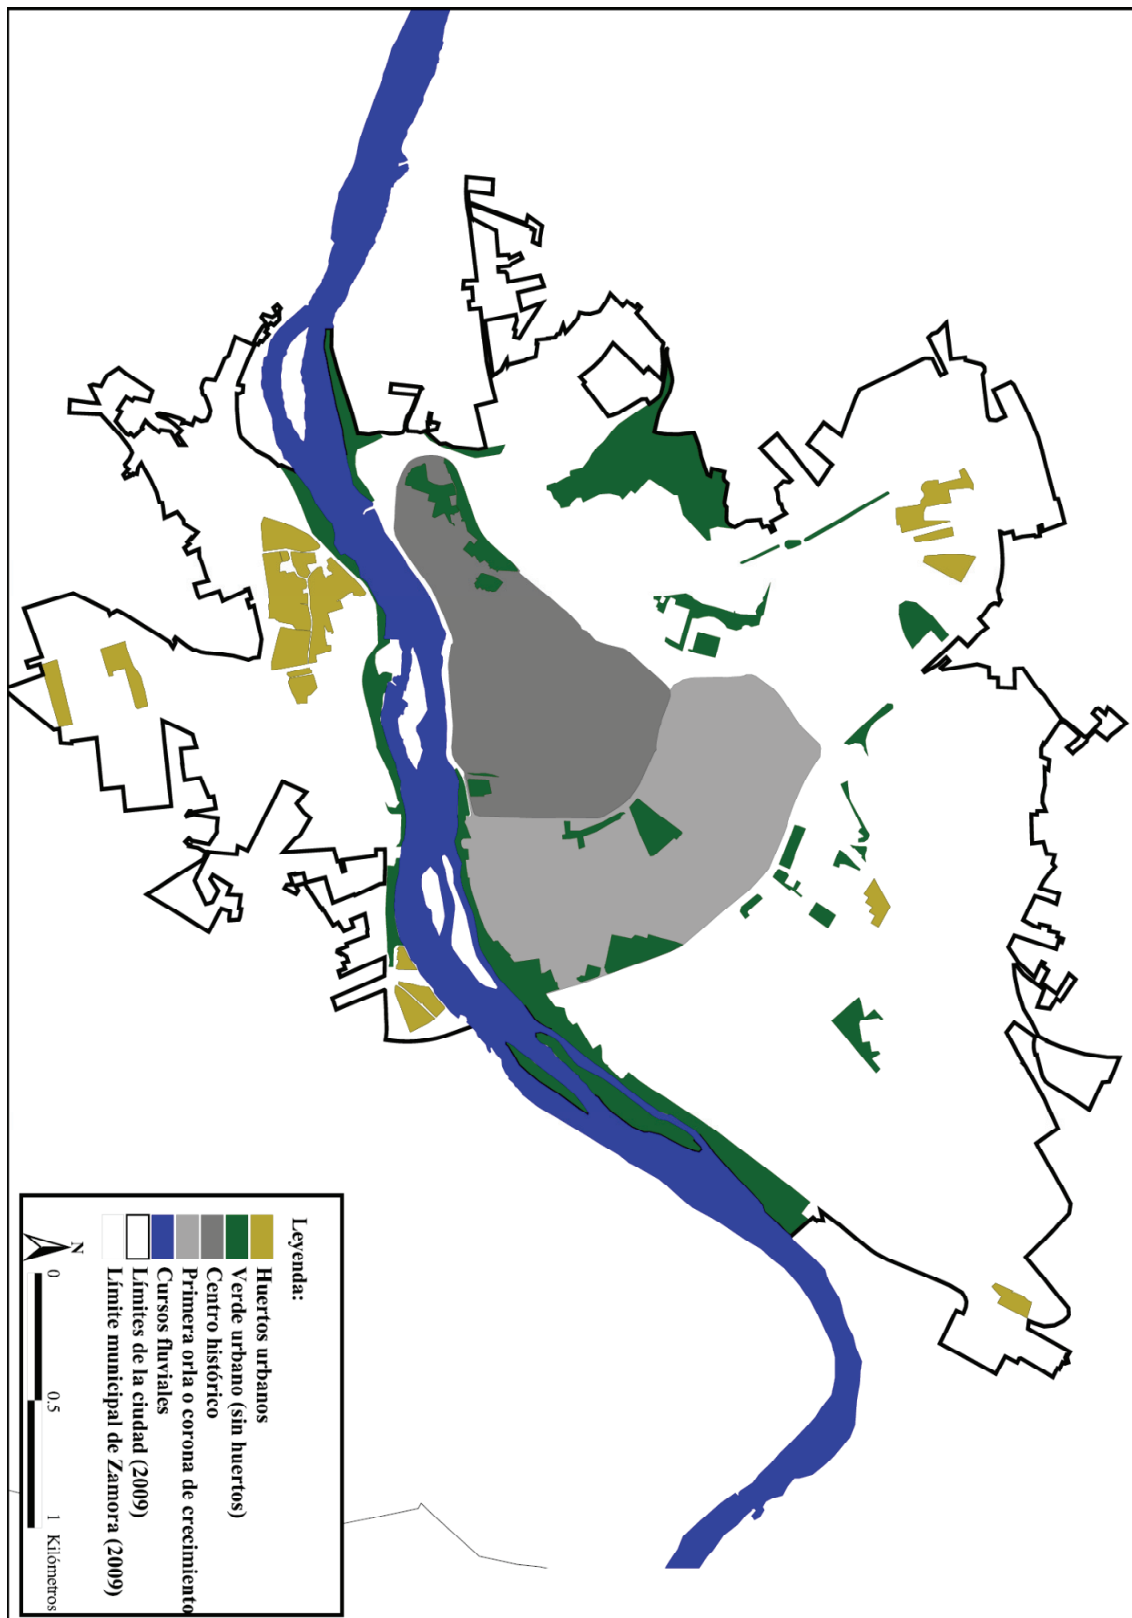 Leyenda:
Huertos urbanos
Verde urbano (sin huertos)
Centro histórico
Primera orla o corona de crecimiento
Cursos fluviales
Límites de la ciudad (2009)
Límite municipal de Zamora (2009)
N
0 0.5 1 Kilómetros